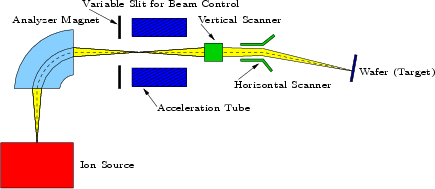 Variable Slit for Beam Control
Analyzer Magnet
Vertical Scanner
Wafer (Target)
Horizontal Scanner
Acceleration Tube
Ion Source